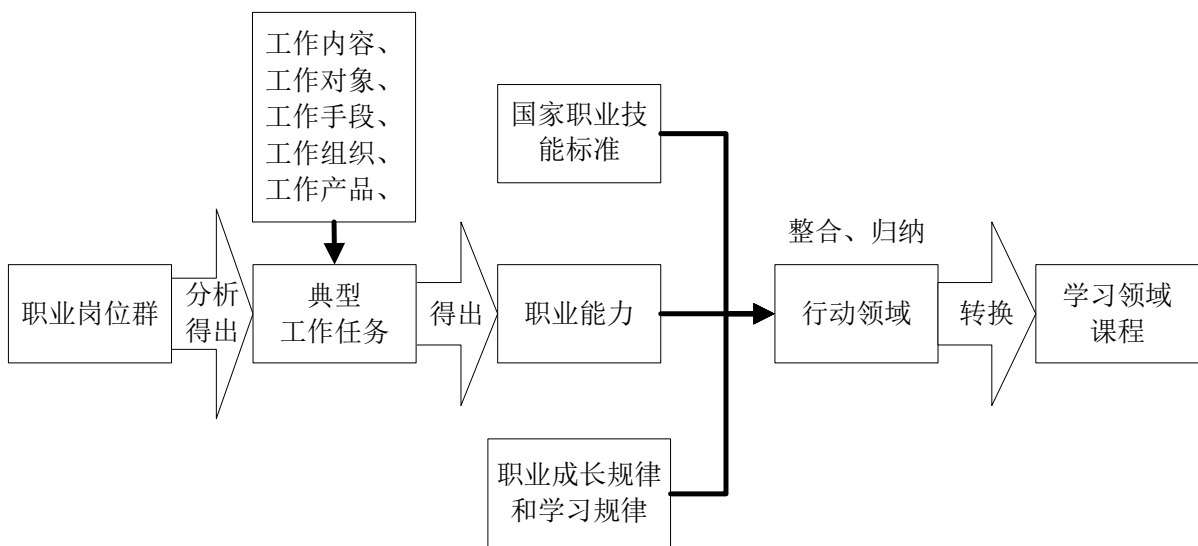 工作内容、
工作对象、
工作手段、
工作组织、
工作产品、
国家职业技
能标准
整合、归纳
职业岗位群
分析
得出
典型
工作任务
得出
职业能力
行动领域
转换
学习领域
课程
职业成长规律
和学习规律